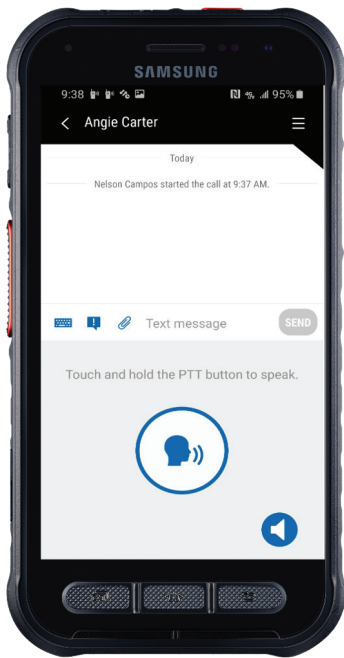 SAMSUNG
9:38 95%
Angie Carter
Today
Nelson Campos started the call at 9:37 AM.
Text message SEND
Touch and hold the PTT button to speak.